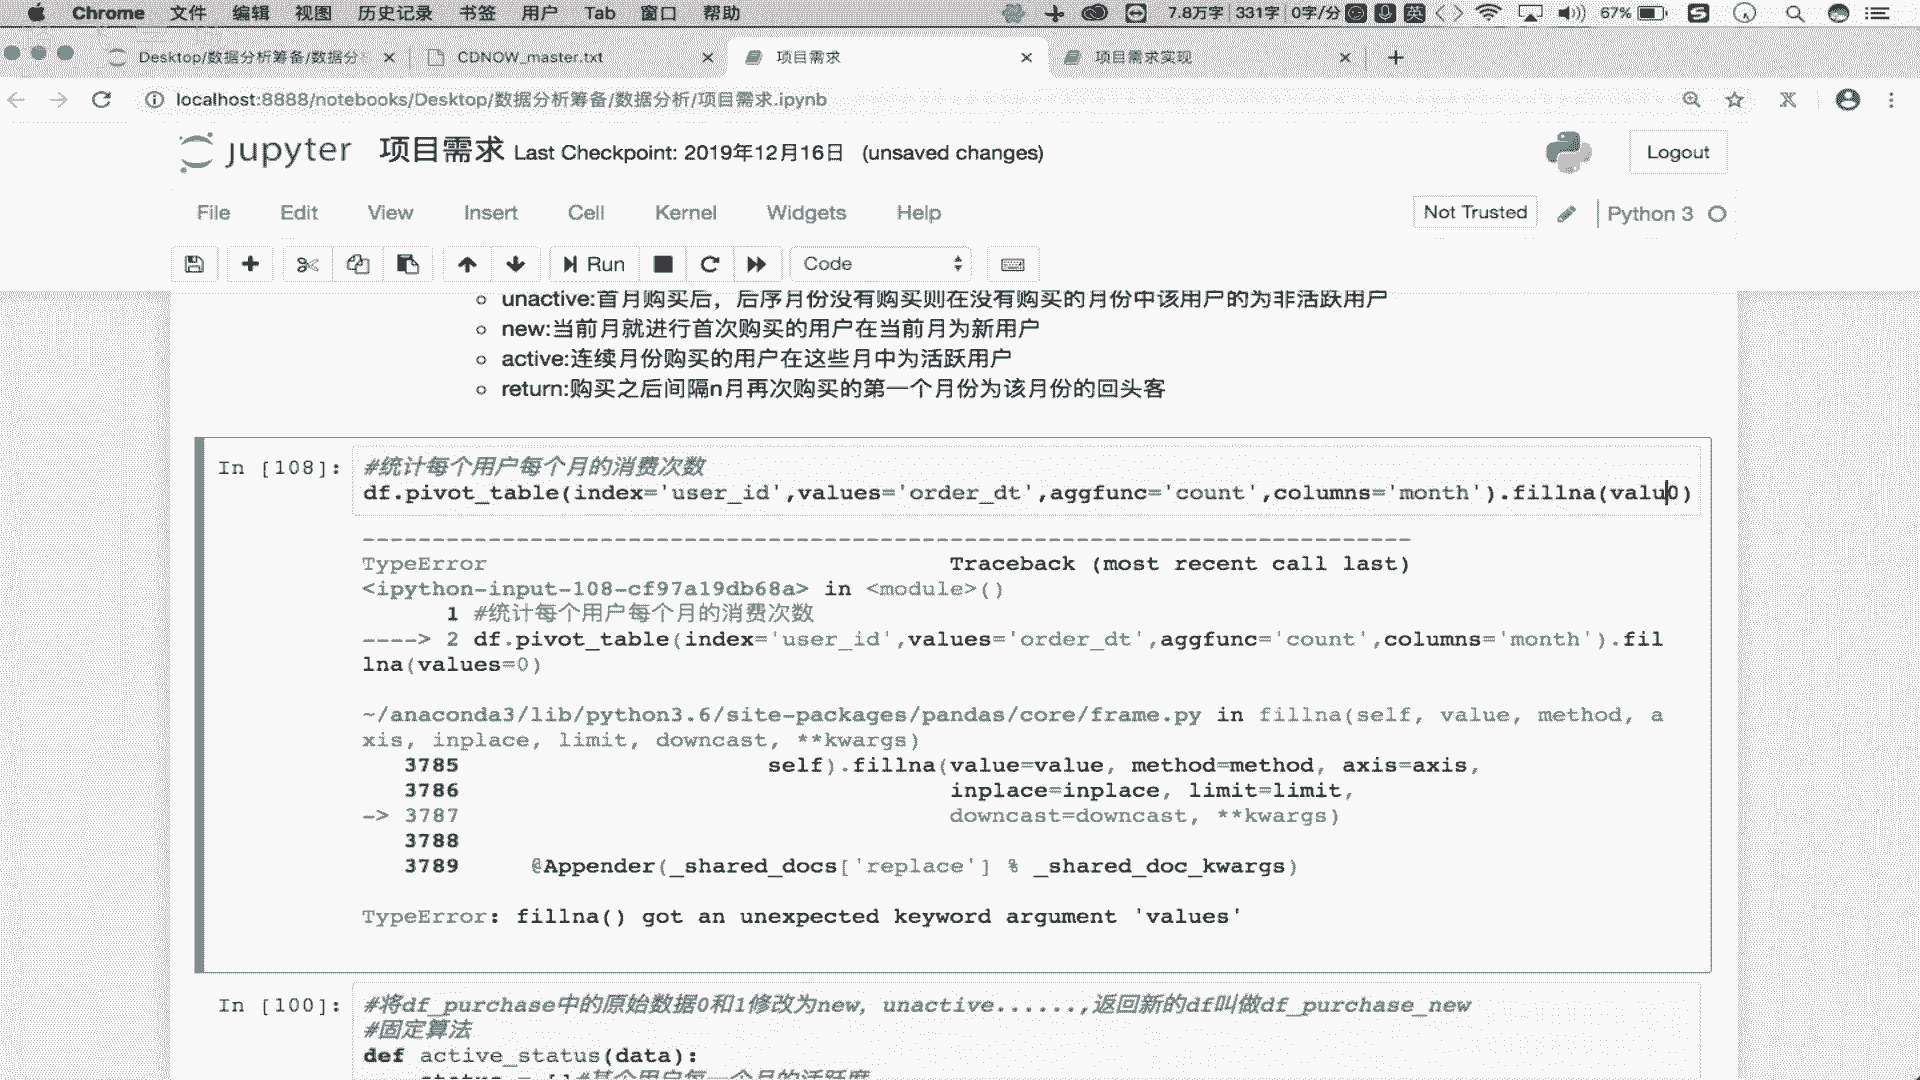 Chrome 文件 编辑 视图 历史记录 书签 用户 Tab 窗口 帮助 7.8万字 331字 0字/分 英 67%
Desktop/数据分析筹备/数据分 CDNOW_master.txt 项目需求 项目需求实现
localhost:8888/notebooks/Desktop/数据分析筹备/数据分析/项目需求.ipynb
jupyter 项目需求 Last Checkpoint: 2019年12月16日 (unsaved changes) Logout
File Edit View Insert Cell Kernel Widgets Help Not Trusted Python 3
Run Code
unactive:首月购买后，后序月份没有购买则在没有购买的月份中该用户的为非活跃用户
new:当前月就进行首次购买的用户在当前月为新用户
active:连续月份购买的用户在这些月中为活跃用户
return:购买之后间隔n月再次购买的第一个月份为该月份的回头客
In [108]: #统计每个用户每个月的消费次数
df.pivot_table(index='user_id',values='order_dt',aggfunc='count',columns='month').fillna(valu0)
---------------------------------------------------------------------------
TypeError Traceback (most recent call last)
<ipython-input-108-cf97a19db68a> in <module>()
1 #统计每个用户每个月的消费次数
----> 2 df.pivot_table(index='user_id',values='order_dt',aggfunc='count',columns='month').fil
lna(values=0)
~/anaconda3/lib/python3.6/site-packages/pandas/core/frame.py in fillna(self, value, method, a
xis, inplace, limit, downcast, **kwargs)
3785 self).fillna(value=value, method=method, axis=axis,
3786 inplace=inplace, limit=limit,
-> 3787 downcast=downcast, **kwargs)
3788
3789 @Appender(_shared_docs['replace'] % _shared_doc_kwargs)
TypeError: fillna() got an unexpected keyword argument 'values'
In [100]: #将df_purchase中的原始数据0和1修改为new，unactive......,返回新的df叫做df_purchase_new
#固定算法
def active_status(data):
status = []#某个用户每一个月的活跃度